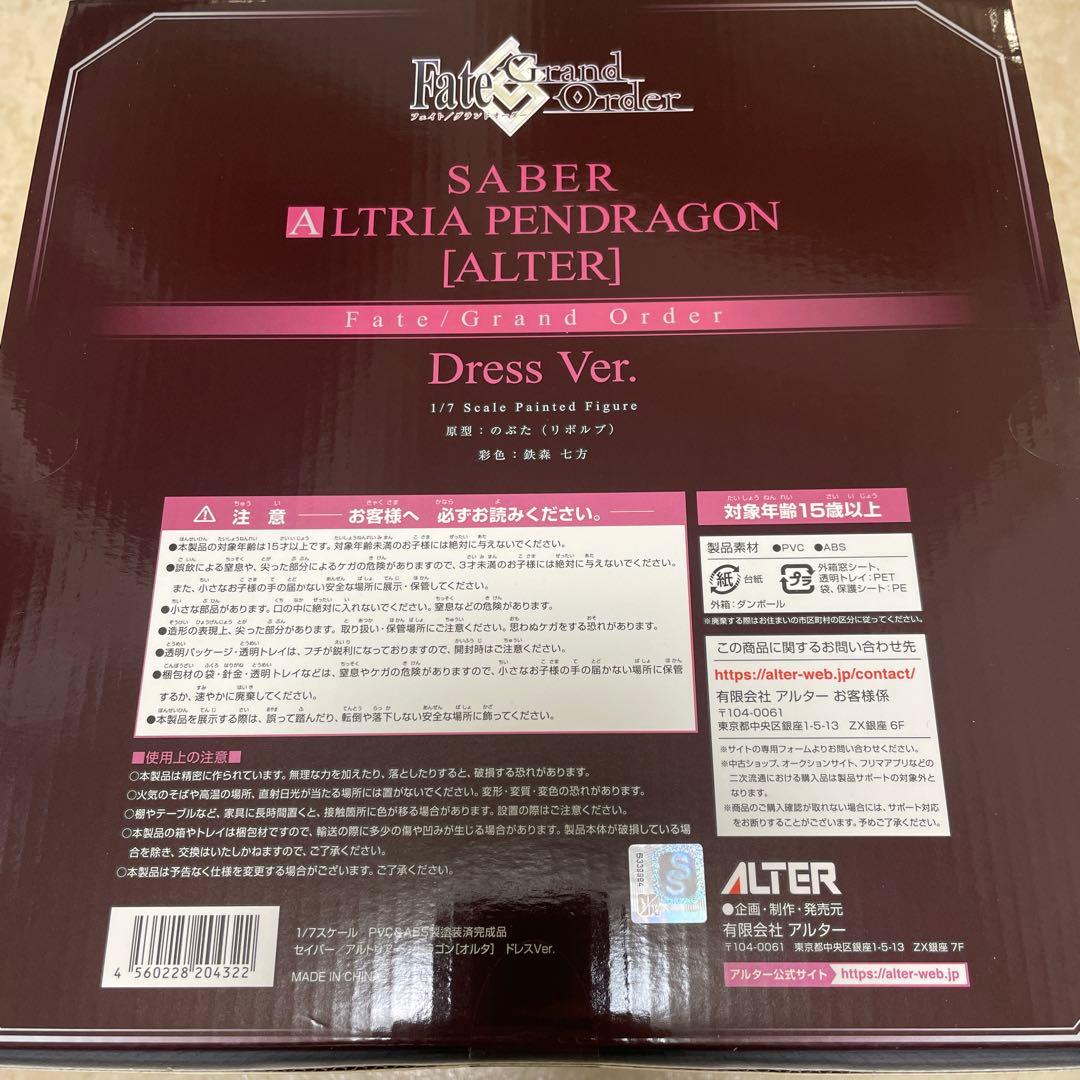 Fate/Grand Order
フェイト/グランドオーダー
SABER
ALTRIA PENDRAGON
[ALTER]
Fate/Grand Order
Dress Ver.
1/7 Scale Painted Figure
原型：のぶた（リボルブ）
彩色：鉄森 七方
⚠ 注意 お客様へ 必ずお読みください。
●本製品の対象年齢は15才以上です。対象年齢未満のお子様には絶対に与えないでください。
●誤飲による窒息や、尖った部分によるケガの危険がありますので、3才未満のお子様には絶対に与えないでください。
また、小さなお子様の手の届かない安全な場所に展示・保管してください。
●小さな部品があります。口の中に絶対に入れないでください。窒息などの危険があります。
●造形の表現上、尖った部分があります。取り扱い・保管場所にご注意ください。思わぬケガをする恐れがあります。
●透明パッケージ・透明トレイは、フチが鋭利になっておりますので、開封時はご注意ください。
●梱包材の袋・針金・透明トレイなどは、窒息やケガの危険がありますので、小さなお子様の手の届かない場所に保管
するか、速やかに廃棄してください。
●本製品を展示する際は、誤って踏んだり、転倒や落下しない安全な場所に飾ってください。
対象年齢15歳以上
製品素材 ●PVC ●ABS
紙 台紙
プラ 外箱窓シート、
透明トレイ:PET
袋、保護シート:PE
外箱:ダンボール
※廃棄する際はお住まいの市区町村の区分に従ってください。
この商品に関するお問い合わせ先
https://alter-web.jp/contact/
有限会社 アルター お客様係
〒104-0061
東京都中央区銀座1-5-13 ZX銀座 6F
※サイトの専用フォームよりお問い合わせください。
※中古ショップ、オークションサイト、フリマアプリなどの
二次流通における購入品は製品サポートの対象外と
なります。
※商品のご購入確認が取れない場合には、サポート対応
をお断りすることがございます。予めご了承ください。
■使用上の注意■
○本製品は精密に作られています。無理な力を加えたり、落としたりすると、破損する恐れがあります。
○火気のそばや高温の場所、直射日光が当たる場所には置かないでください。変形・変質・変色の恐れがあります。
○棚やテーブルなど、家具に長時間置くと、接触箇所に色が移る場合があります。設置の際はご注意ください。
○本製品の箱やトレイは梱包材ですので、輸送の際に多少の傷や凹みが生じる場合があります。製品本体が破損している場
合を除き、交換はいたしかねますので、ご了承ください。
○本製品は予告なく仕様を変更する場合がございます。ご了承ください。
4 560228 204322
1/7スケール PVC&ABS製塗装済完成品
セイバー/アルトリア・ ゴン[オルタ] ドレスVer.
MADE IN CHINA
ALTER
●企画・制作・発売元
有限会社 アルター
〒104-0061 東京都中央区銀座1-5-13 ZX銀座 7F
アルター公式サイト https://alter-web.jp